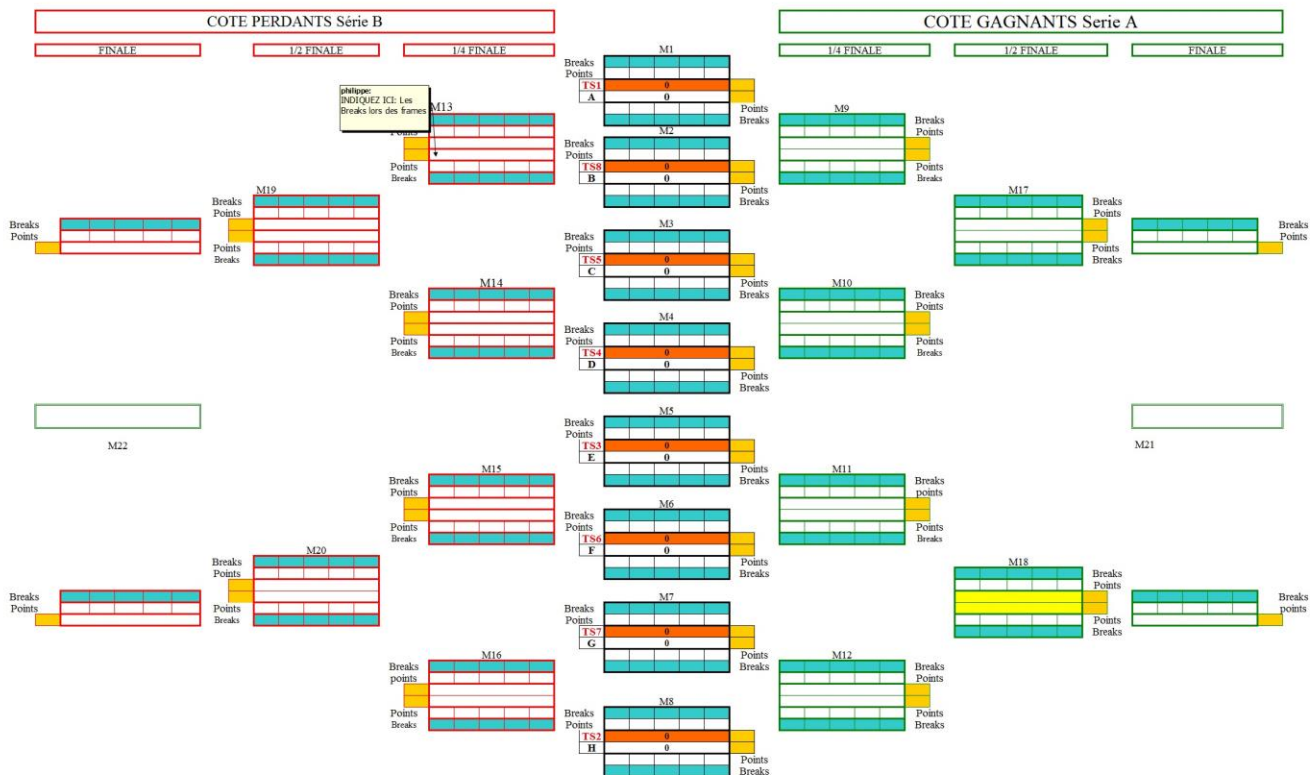 COTE PERDANTS Série B
COTE GAGNANTS Serie A
FINALE
1/2 FINALE
1/4 FINALE
1/4 FINALE
1/2 FINALE
FINALE
M1
Breaks
Points
TS1 0
A 0
Points
Breaks
philippe:
INDIQUEZ ICI: Les
Breaks lors des frames
M13
Points
Breaks
M9
Breaks
Points
Points
Breaks
M2
Breaks
Points
TS8 0
B 0
Points
Breaks
M19
Breaks
Points
Points
Breaks
M17
Breaks
Points
Points
Breaks
Breaks
Points
Breaks
Points
M3
Breaks
Points
TS5 0
C 0
Points
Breaks
M14
Breaks
Points
Points
Breaks
M10
Breaks
Points
Points
Breaks
M4
Breaks
Points
TS4 0
D 0
Points
Breaks
M22
M21
M5
Breaks
Points
TS3 0
E 0
Points
Breaks
M15
Breaks
Points
Points
Breaks
M11
Breaks
points
Points
Breaks
M6
Breaks
Points
TS6 0
F 0
Points
Breaks
M20
Breaks
Points
Points
Breaks
M18
Breaks
Points
Points
Breaks
Breaks
Points
Breaks
points
M7
Breaks
Points
TS7 0
G 0
Points
Breaks
M16
Breaks
points
Points
Breaks
M12
Breaks
Points
Points
Breaks
M8
Breaks
Points
TS2 0
H 0
Points
Breaks